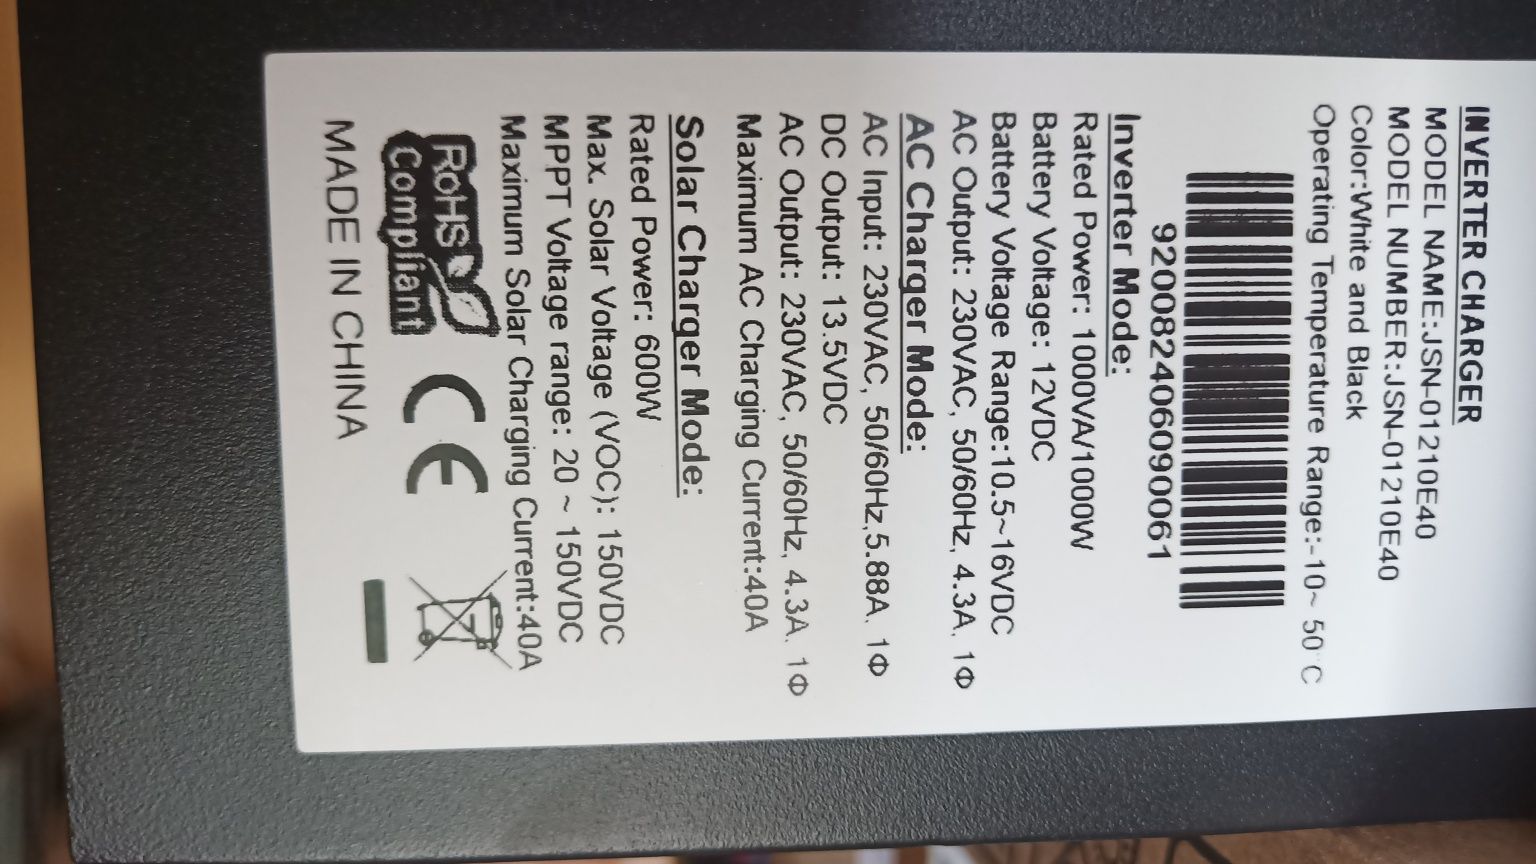 INVERTER CHARGER
MODEL NAME:JSN-01210E40
MODEL NUMBER:JSN-01210E40
Color:White and Black
Operating Temperature Range:-10~ 50°C
92008240609​0061
Inverter Mode:
Rated Power: 1000VA/1000W
Battery Voltage: 12VDC
Battery Voltage Range:10.5~16VDC
AC Output: 230VAC, 50/60Hz, 4.3A, 1Φ
AC Charger Mode:
AC Input: 230VAC, 50/60Hz,5.88A, 1Φ
DC Output: 13.5VDC
AC Output: 230VAC, 50/60Hz, 4.3A, 1Φ
Maximum AC Charging Current:40A
Solar Charger Mode:
Rated Power: 600W
Max. Solar Voltage (VOC): 150VDC
MPPT Voltage range: 20 ~ 150VDC
Maximum Solar Charging Current:40A
RoHS
Compliant
CE
MADE IN CHINA